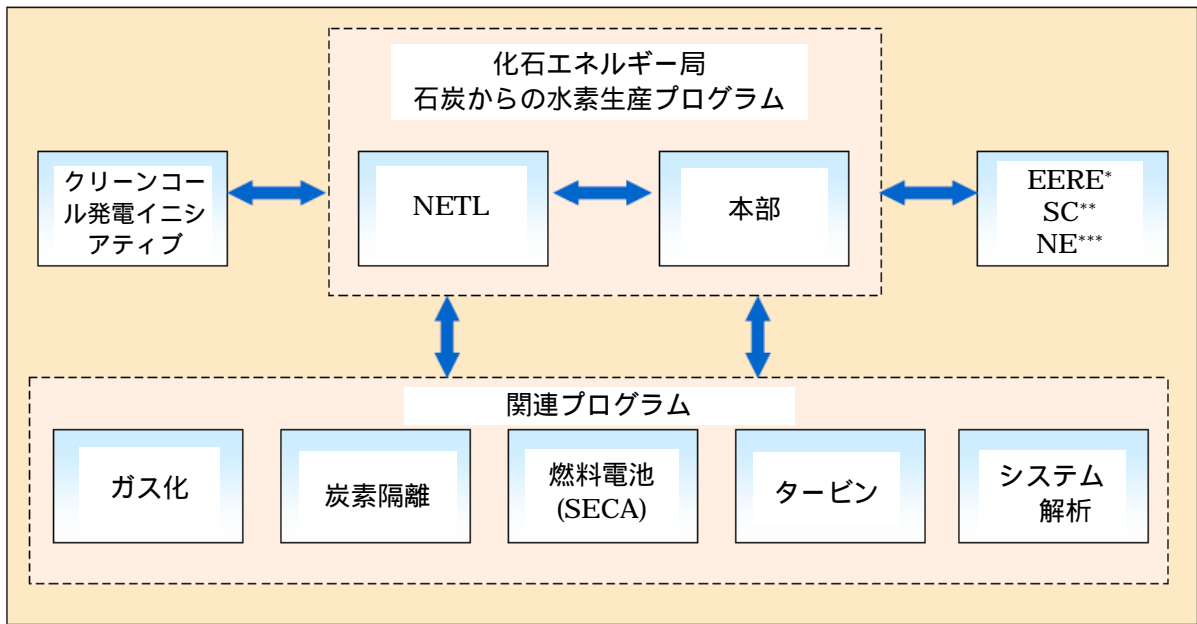 化石エネルギー局
石炭からの水素生産プログラム
クリーンコー
ル発電イニシ
アティブ
NETL
本部
EERE*
SC**
NE***
関連プログラム
ガス化
炭素隔離
燃料電池
(SECA)
タービン
システム
解析